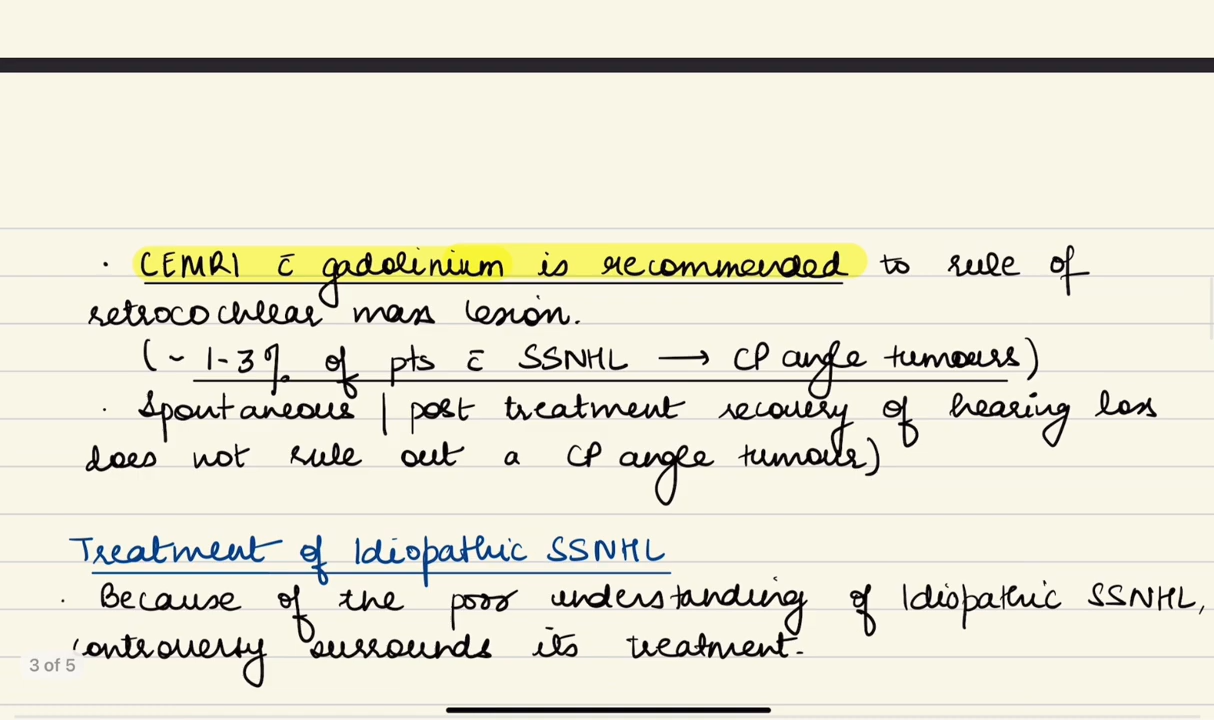 · CEMRI c̄ gadolinium is recommended to rule of
retrocochlear mass lesion.
(~ 1-3% of pts c̄ SSNHL → CP angle tumours)
· Spontaneous | post treatment recovery of hearing loss
does not rule out a CP angle tumour)
Treatment of Idiopathic SSNHL
· Because of the poor understanding of Idiopathic SSNHL,
controversy surrounds its treatment.
3 of 5